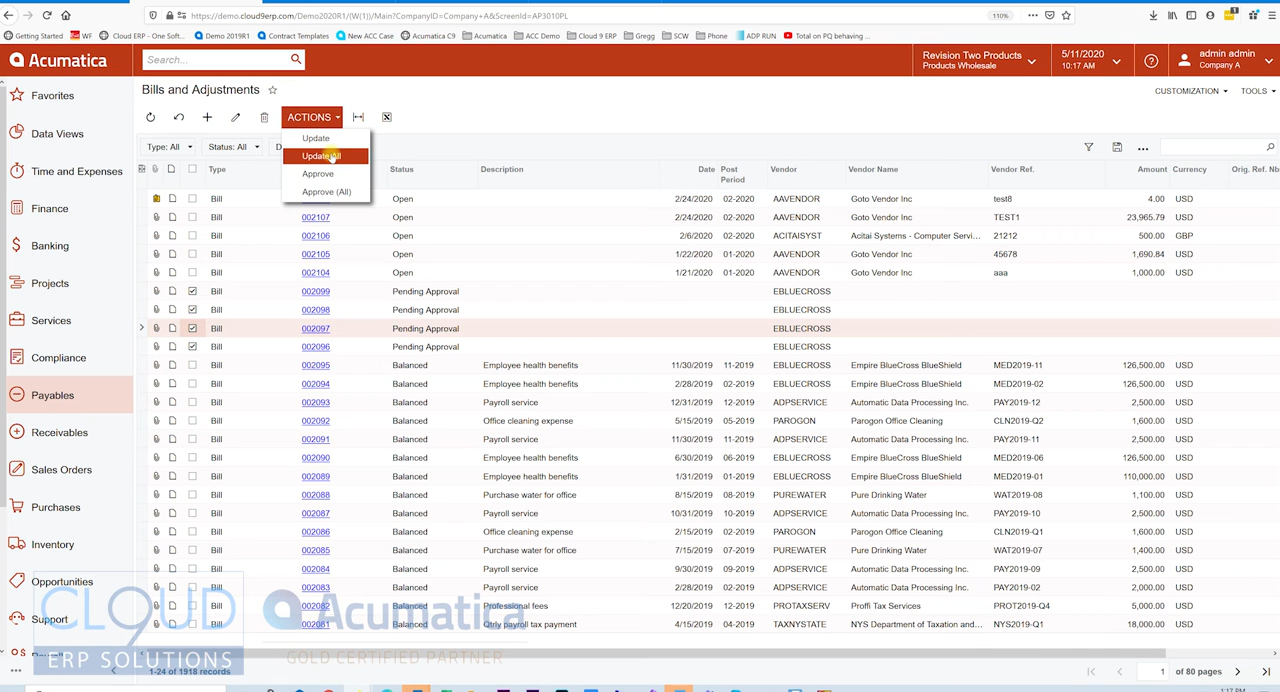 https://demo.cloud9erp.com/Demo2020R1/(W(1))/Main?CompanyID=Company+A&ScreenId=AP3010PL 110%
Getting Started WF Cloud ERP - One Soft... Demo 2019R1 Contract Templates New ACC Case Acumatica C9 Acumatica ACC Demo Cloud 9 ERP Gregg SCW Phone ADP RUN Total on PQ behaving ...
Acumatica Search... Revision Two Products Products Wholesale 5/11/2020 10:17 AM admin admin Company A
Favorites
Data Views
Time and Expenses
Finance
Banking
Projects
Services
Compliance
Payables
Receivables
Sales Orders
Purchases
Inventory
Opportunities
Support
Bills and Adjustments CUSTOMIZATION TOOLS
ACTIONS
Update
Update All
Approve
Approve (All)
Type: All Status: All D
Type Status Description Date Post Period Vendor Vendor Name Vendor Ref. Amount Currency Orig. Ref. Nb
Bill Open 2/24/2020 02-2020 AAVENDOR Goto Vendor Inc test8 4.00 USD
Bill 002107 Open 2/24/2020 02-2020 AAVENDOR Goto Vendor Inc TEST1 23,965.79 USD
Bill 002106 Open 2/6/2020 02-2020 ACITAISYST Acitai Systems - Computer Servi... 21212 500.00 GBP
Bill 002105 Open 1/22/2020 01-2020 AAVENDOR Goto Vendor Inc 45678 1,690.84 USD
Bill 002104 Open 1/21/2020 01-2020 AAVENDOR Goto Vendor Inc aaa 1,000.00 USD
Bill 002099 Pending Approval EBLUECROSS
Bill 002098 Pending Approval EBLUECROSS
Bill 002097 Pending Approval EBLUECROSS
Bill 002096 Pending Approval EBLUECROSS
Bill 002095 Balanced Employee health benefits 11/30/2019 11-2019 EBLUECROSS Empire BlueCross BlueShield MED2019-11 126,500.00 USD
Bill 002094 Balanced Employee health benefits 2/28/2019 02-2019 EBLUECROSS Empire BlueCross BlueShield MED2019-02 126,500.00 USD
Bill 002093 Balanced Payroll service 12/31/2019 12-2019 ADPSERVICE Automatic Data Processing Inc. PAY2019-12 2,500.00 USD
Bill 002092 Balanced Office cleaning expense 5/15/2019 05-2019 PAROGON Parogon Office Cleaning CLN2019-Q2 1,600.00 USD
Bill 002091 Balanced Payroll service 11/30/2019 11-2019 ADPSERVICE Automatic Data Processing Inc. PAY2019-11 2,500.00 USD
Bill 002090 Balanced Employee health benefits 6/30/2019 06-2019 EBLUECROSS Empire BlueCross BlueShield MED2019-06 126,500.00 USD
Bill 002089 Balanced Employee health benefits 1/31/2019 01-2019 EBLUECROSS Empire BlueCross BlueShield MED2019-01 110,000.00 USD
Bill 002088 Balanced Purchase water for office 8/15/2019 08-2019 PUREWATER Pure Drinking Water WAT2019-08 1,100.00 USD
Bill 002087 Balanced Payroll service 10/31/2019 10-2019 ADPSERVICE Automatic Data Processing Inc. PAY2019-10 2,500.00 USD
Bill 002086 Balanced Office cleaning expense 2/15/2019 02-2019 PAROGON Parogon Office Cleaning CLN2019-Q1 1,600.00 USD
Bill 002085 Balanced Purchase water for office 7/15/2019 07-2019 PUREWATER Pure Drinking Water WAT2019-07 1,400.00 USD
Bill 002084 Balanced Payroll service 9/30/2019 09-2019 ADPSERVICE Automatic Data Processing Inc. PAY2019-09 2,500.00 USD
Bill 002083 Balanced Payroll service 2/28/2019 02-2019 ADPSERVICE Automatic Data Processing Inc. PAY2019-02 2,000.00 USD
Bill 002082 Balanced Professional fees 12/20/2019 12-2019 PROTAXSERV Proffi Tax Services PROT2019-Q4 5,000.00 USD
Bill 002081 Balanced Qtrly payroll tax payment 4/15/2019 04-2019 TAXNYSTATE NYS Department of Taxation and... NYS2019-Q1 18,000.00 USD
CLOUD 9
ERP SOLUTIONS
Acumatica
GOLD CERTIFIED PARTNER
1-24 of 1918 records 1 of 80 pages